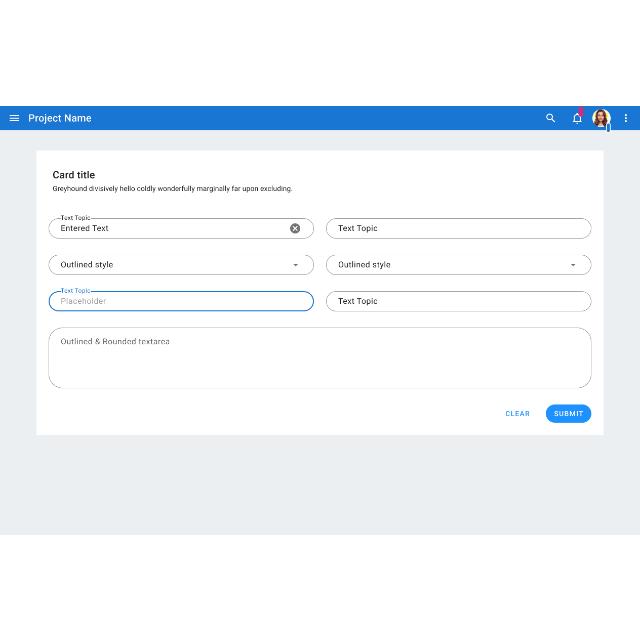 Project Name
Card title
Greyhound divisively hello coldly wonderfully marginally far upon excluding.
Text Topic
Entered Text
Text Topic
Outlined style
Outlined style
Text Topic
Placeholder
Text Topic
Outlined & Rounded textarea
CLEAR
SUBMIT